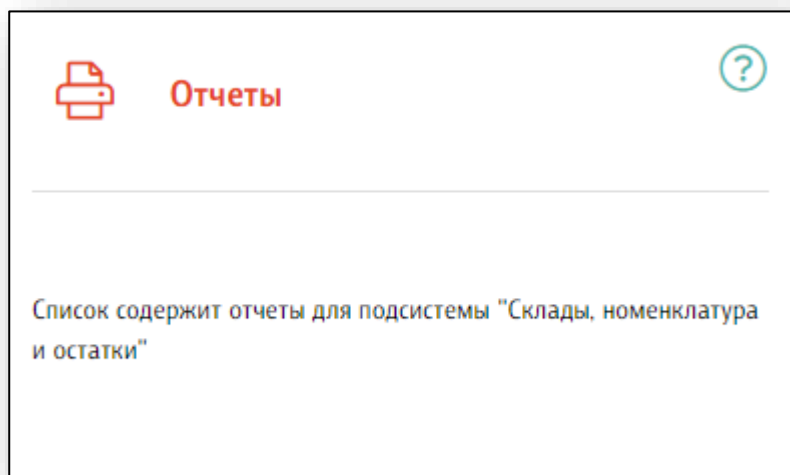 Отчеты
?
Список содержит отчеты для подсистемы "Склады, номенклатура
и остатки"